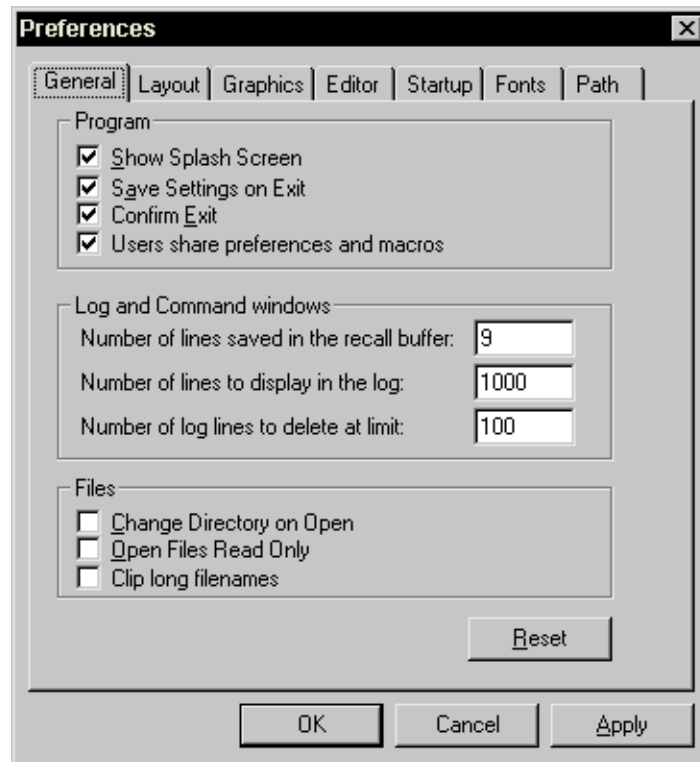 Preferences
General Layout Graphics Editor Startup Fonts Path
Program
Show Splash Screen
Save Settings on Exit
Confirm Exit
Users share preferences and macros
Log and Command windows
Number of lines saved in the recall buffer: 9
Number of lines to display in the log: 1000
Number of log lines to delete at limit: 100
Files
Change Directory on Open
Open Files Read Only
Clip long filenames
Reset
OK Cancel Apply